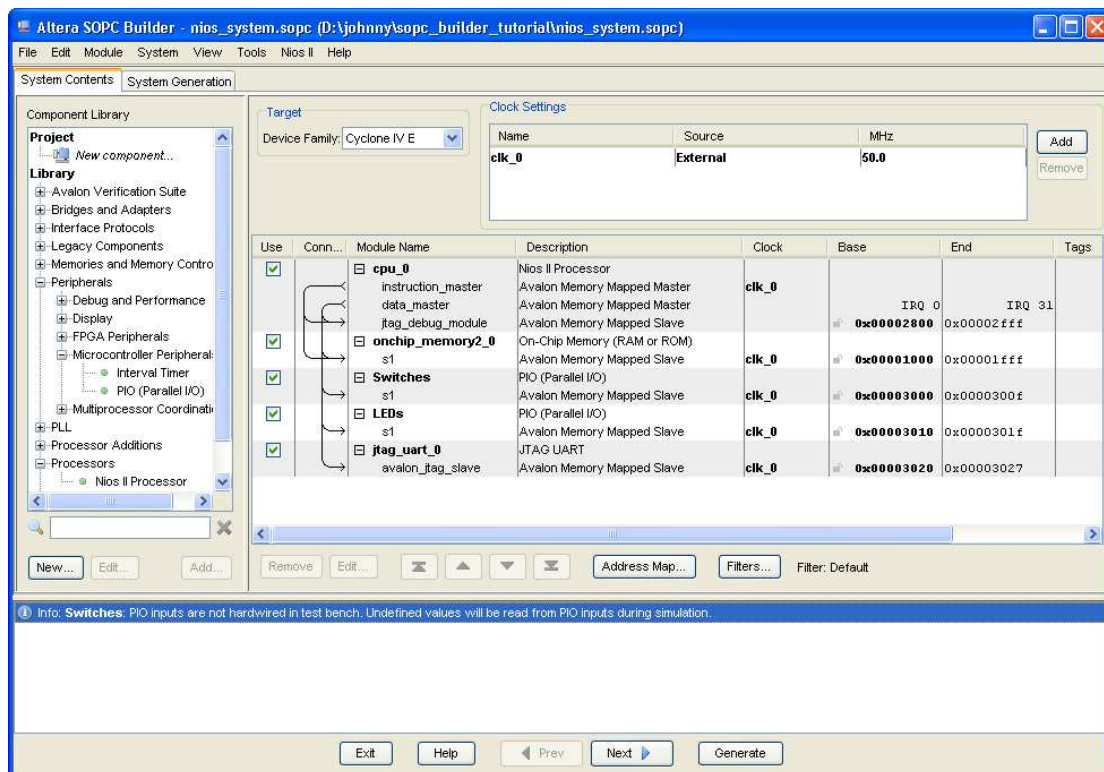 Altera SOPC Builder - nios_system.sopc (D:\johnny\sopc_builder_tutorial\nios_system.sopc)
File Edit Module System View Tools Nios II Help
System Contents System Generation
Component Library
Project
New component...
Library
Avalon Verification Suite
Bridges and Adapters
Interface Protocols
Legacy Components
Memories and Memory Contro
Peripherals
Debug and Performance
Display
FPGA Peripherals
Microcontroller Peripheral:
Interval Timer
PIO (Parallel I/O)
Multiprocessor Coordinati
PLL
Processor Additions
Processors
Nios II Processor
New... Edit... Add...
Target
Device Family: Cyclone IV E
Clock Settings
Name Source MHz
clk_0 External 50.0
Add
Remove
Use Conn... Module Name Description Clock Base End Tags
cpu_0 Nios II Processor
instruction_master Avalon Memory Mapped Master clk_0
data_master Avalon Memory Mapped Master IRQ 0 IRQ 31
jtag_debug_module Avalon Memory Mapped Slave 0x00002800 0x00002fff
onchip_memory2_0 On-Chip Memory (RAM or ROM)
s1 Avalon Memory Mapped Slave clk_0 0x00001000 0x00001fff
Switches PIO (Parallel I/O)
s1 Avalon Memory Mapped Slave clk_0 0x00003000 0x0000300f
LEDs PIO (Parallel I/O)
s1 Avalon Memory Mapped Slave clk_0 0x00003010 0x0000301f
jtag_uart_0 JTAG UART
avalon_jtag_slave Avalon Memory Mapped Slave clk_0 0x00003020 0x00003027
Remove Edit... Address Map... Filters... Filter: Default
Info: Switches: PIO inputs are not hardwired in test bench. Undefined values will be read from PIO inputs during simulation.
Exit Help Prev Next Generate